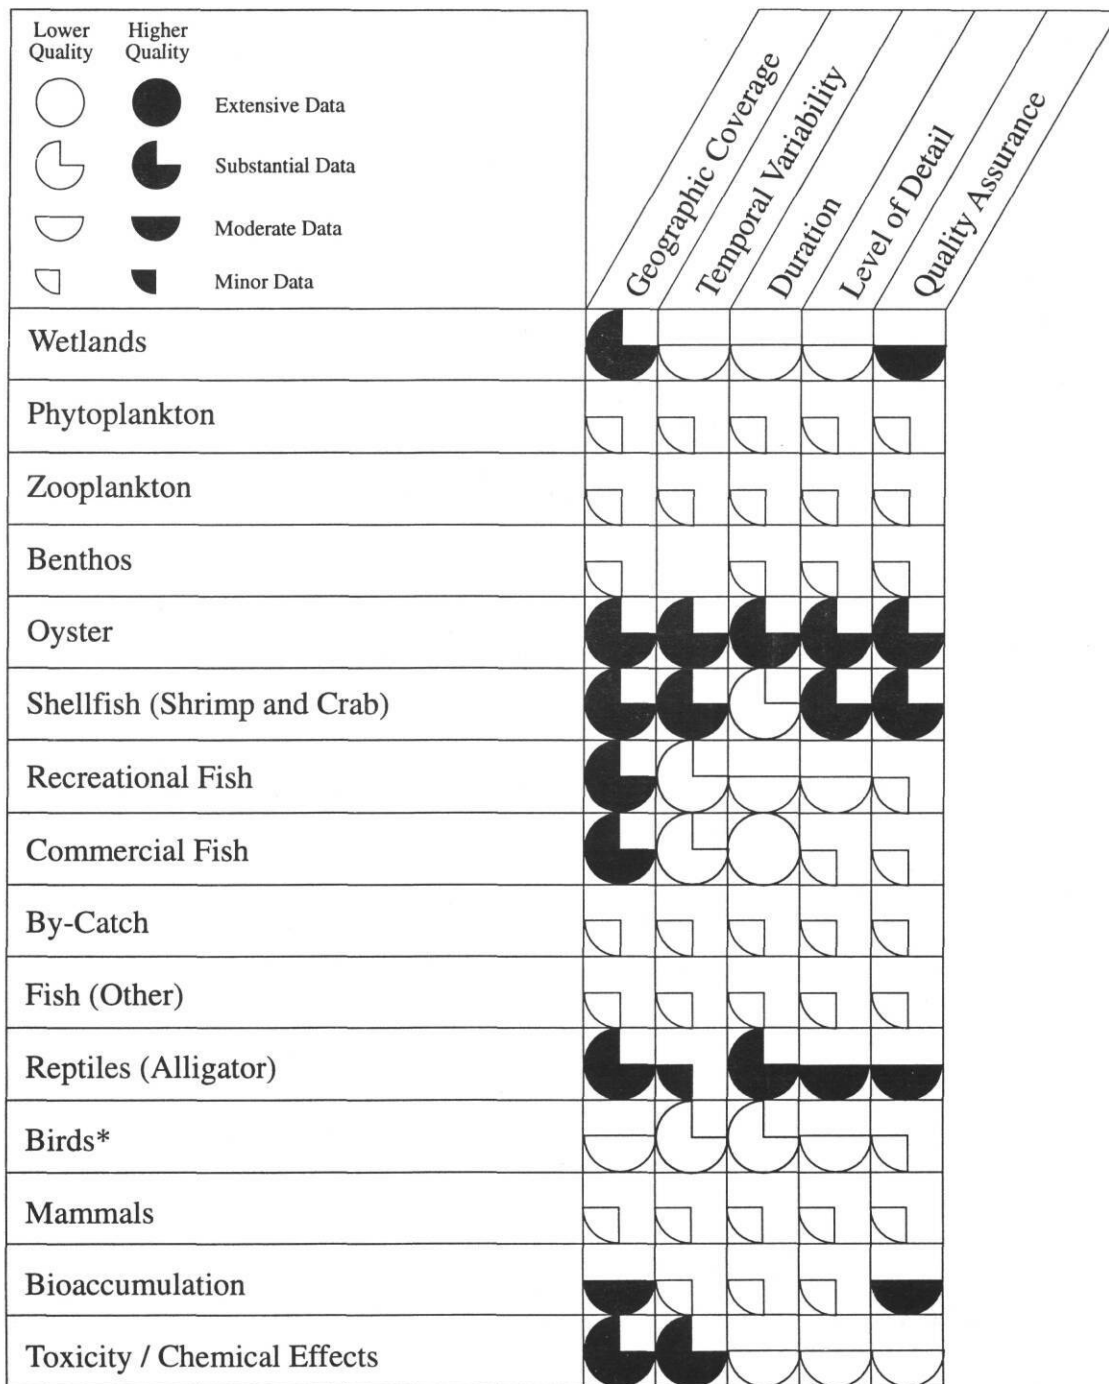 Lower Quality
Higher Quality
Extensive Data
Substantial Data
Moderate Data
Minor Data
Geographic Coverage
Temporal Variability
Duration
Level of Detail
Quality Assurance
Wetlands
Phytoplankton
Zooplankton
Benthos
Oyster
Shellfish (Shrimp and Crab)
Recreational Fish
Commercial Fish
By-Catch
Fish (Other)
Reptiles (Alligator)
Birds*
Mammals
Bioaccumulation
Toxicity / Chemical Effects